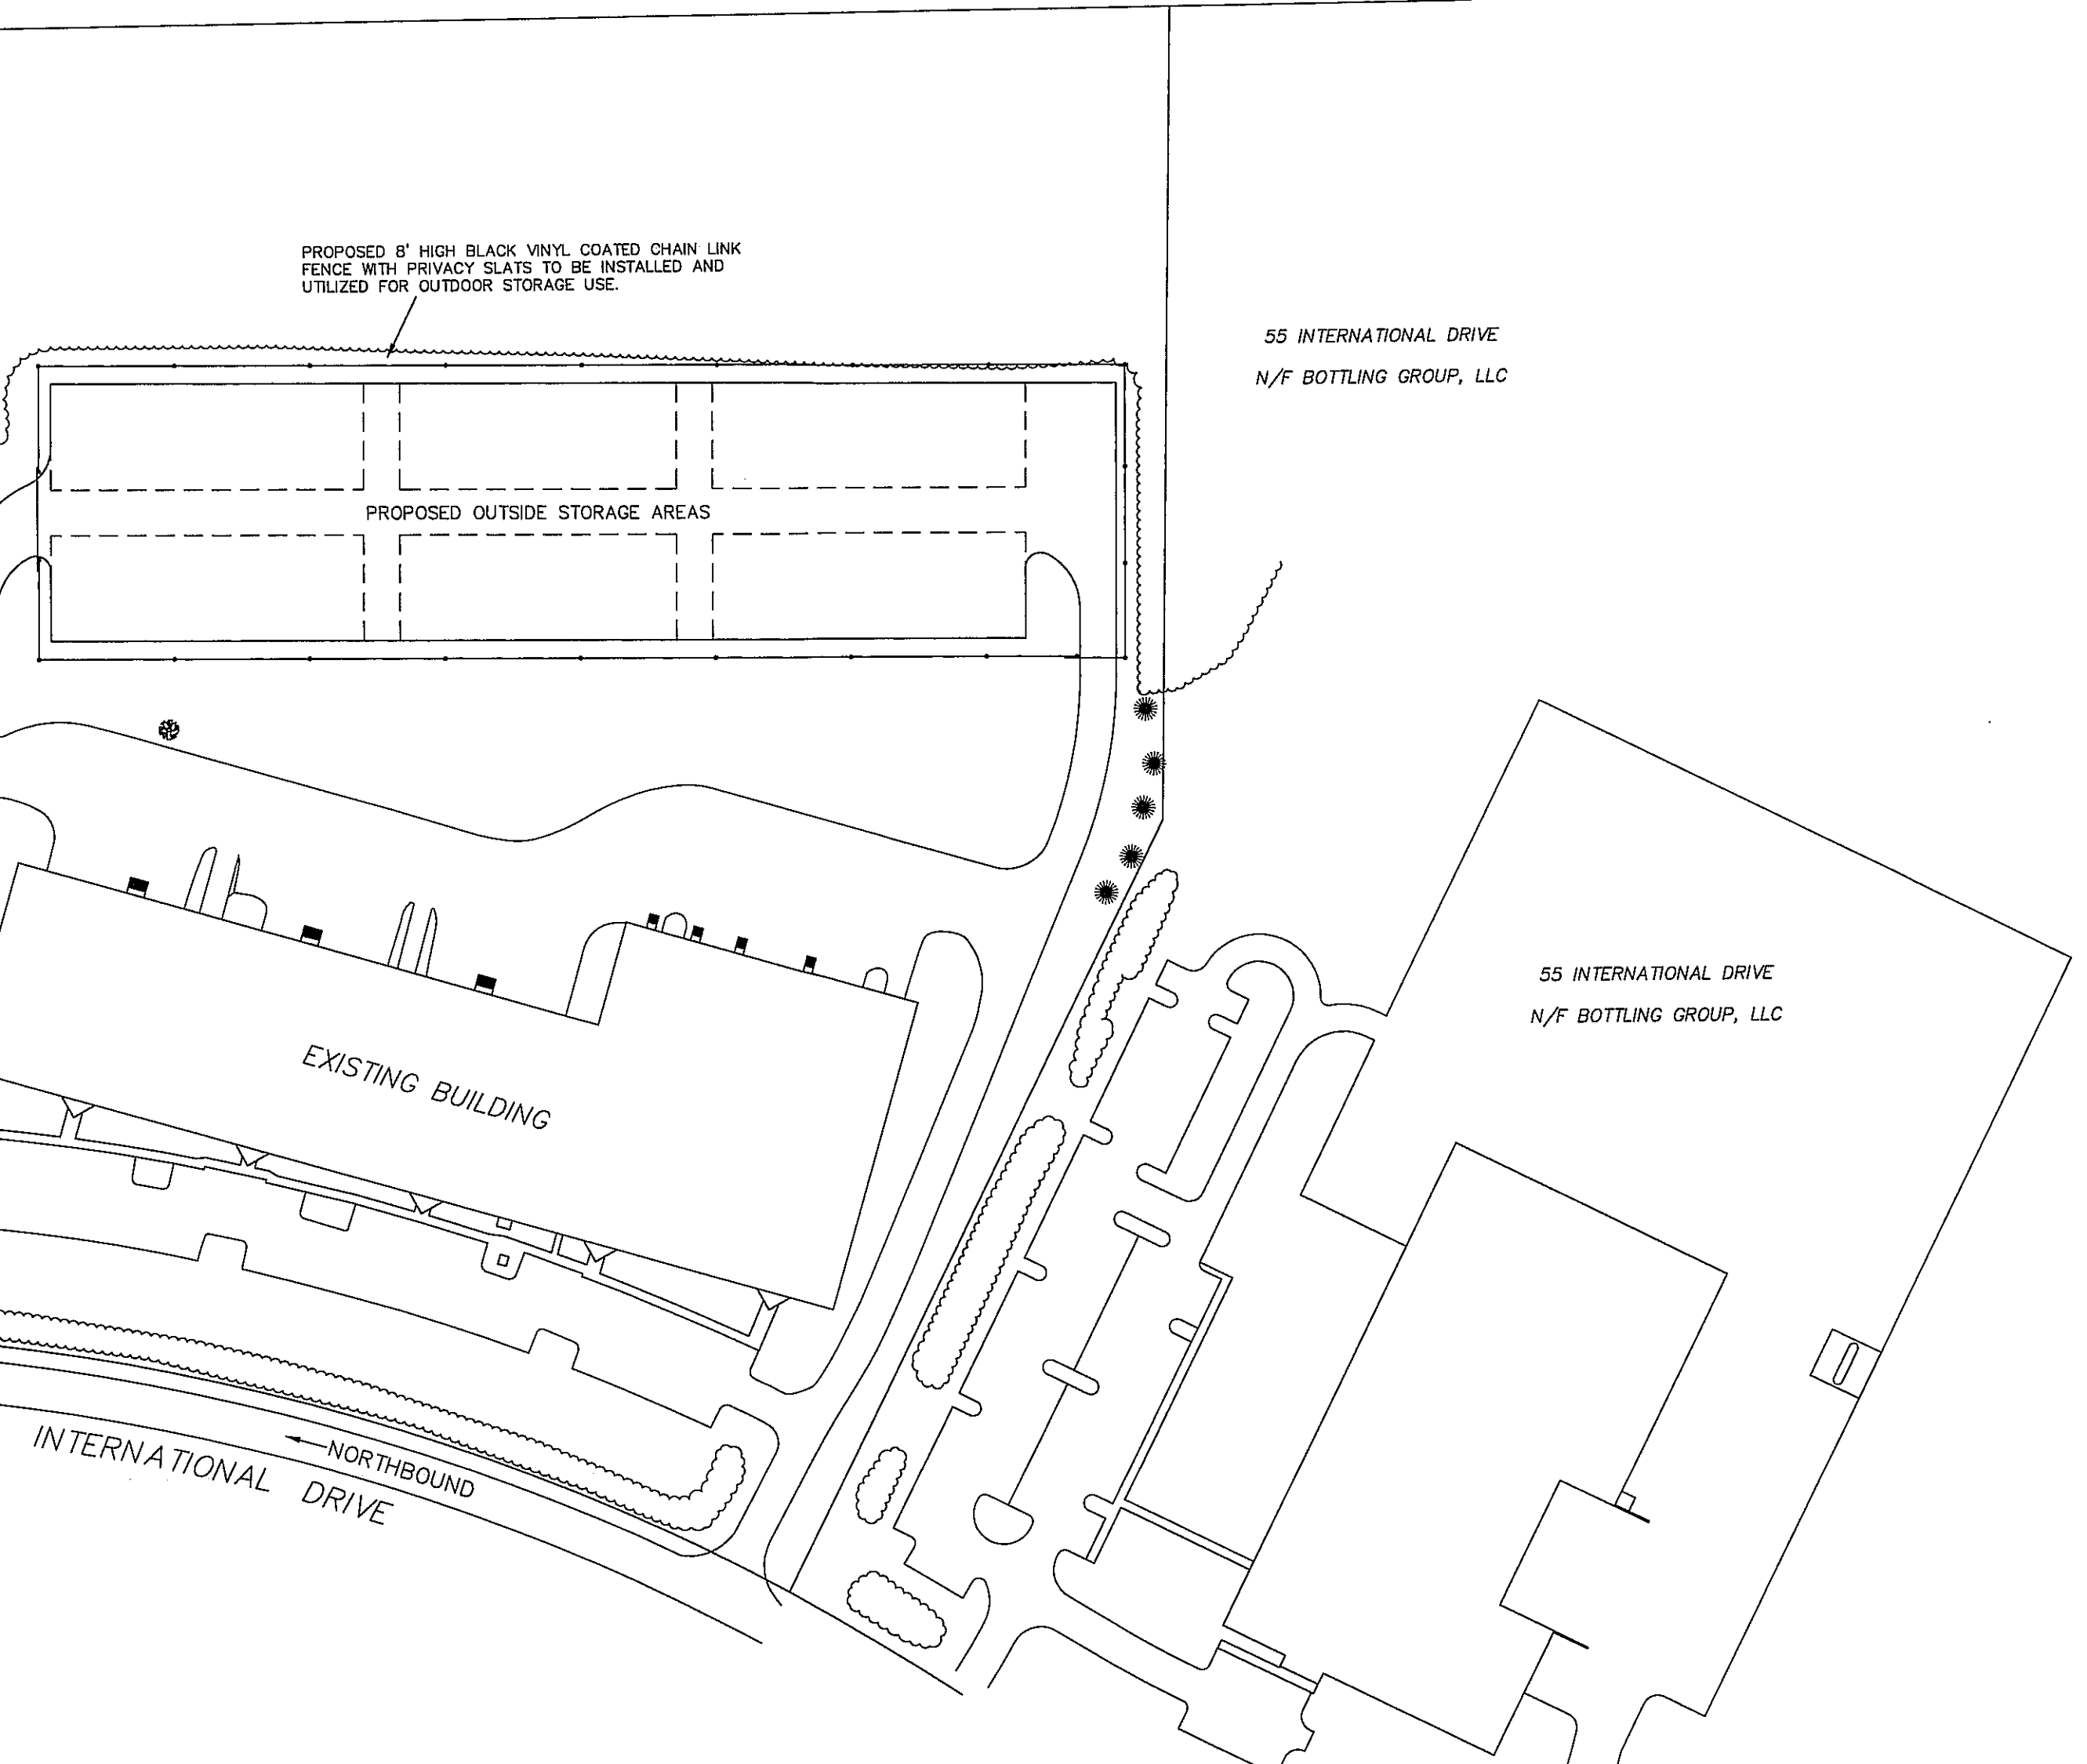 PROPOSED 8' HIGH BLACK VINYL COATED CHAIN LINK
FENCE WITH PRIVACY SLATS TO BE INSTALLED AND
UTILIZED FOR OUTDOOR STORAGE USE.
55 INTERNATIONAL DRIVE
N/F BOTTLING GROUP, LLC
PROPOSED OUTSIDE STORAGE AREAS
55 INTERNATIONAL DRIVE
N/F BOTTLING GROUP, LLC
EXISTING BUILDING
NORTHBOUND
INTERNATIONAL DRIVE